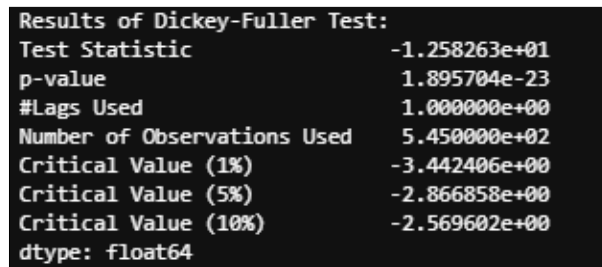 Results of Dickey-Fuller Test:
Test Statistic                -1.258263e+01
p-value                        1.895704e-23
#Lags Used                     1.000000e+00
Number of Observations Used    5.450000e+02
Critical Value (1%)           -3.442406e+00
Critical Value (5%)           -2.866858e+00
Critical Value (10%)          -2.569602e+00
dtype: float64